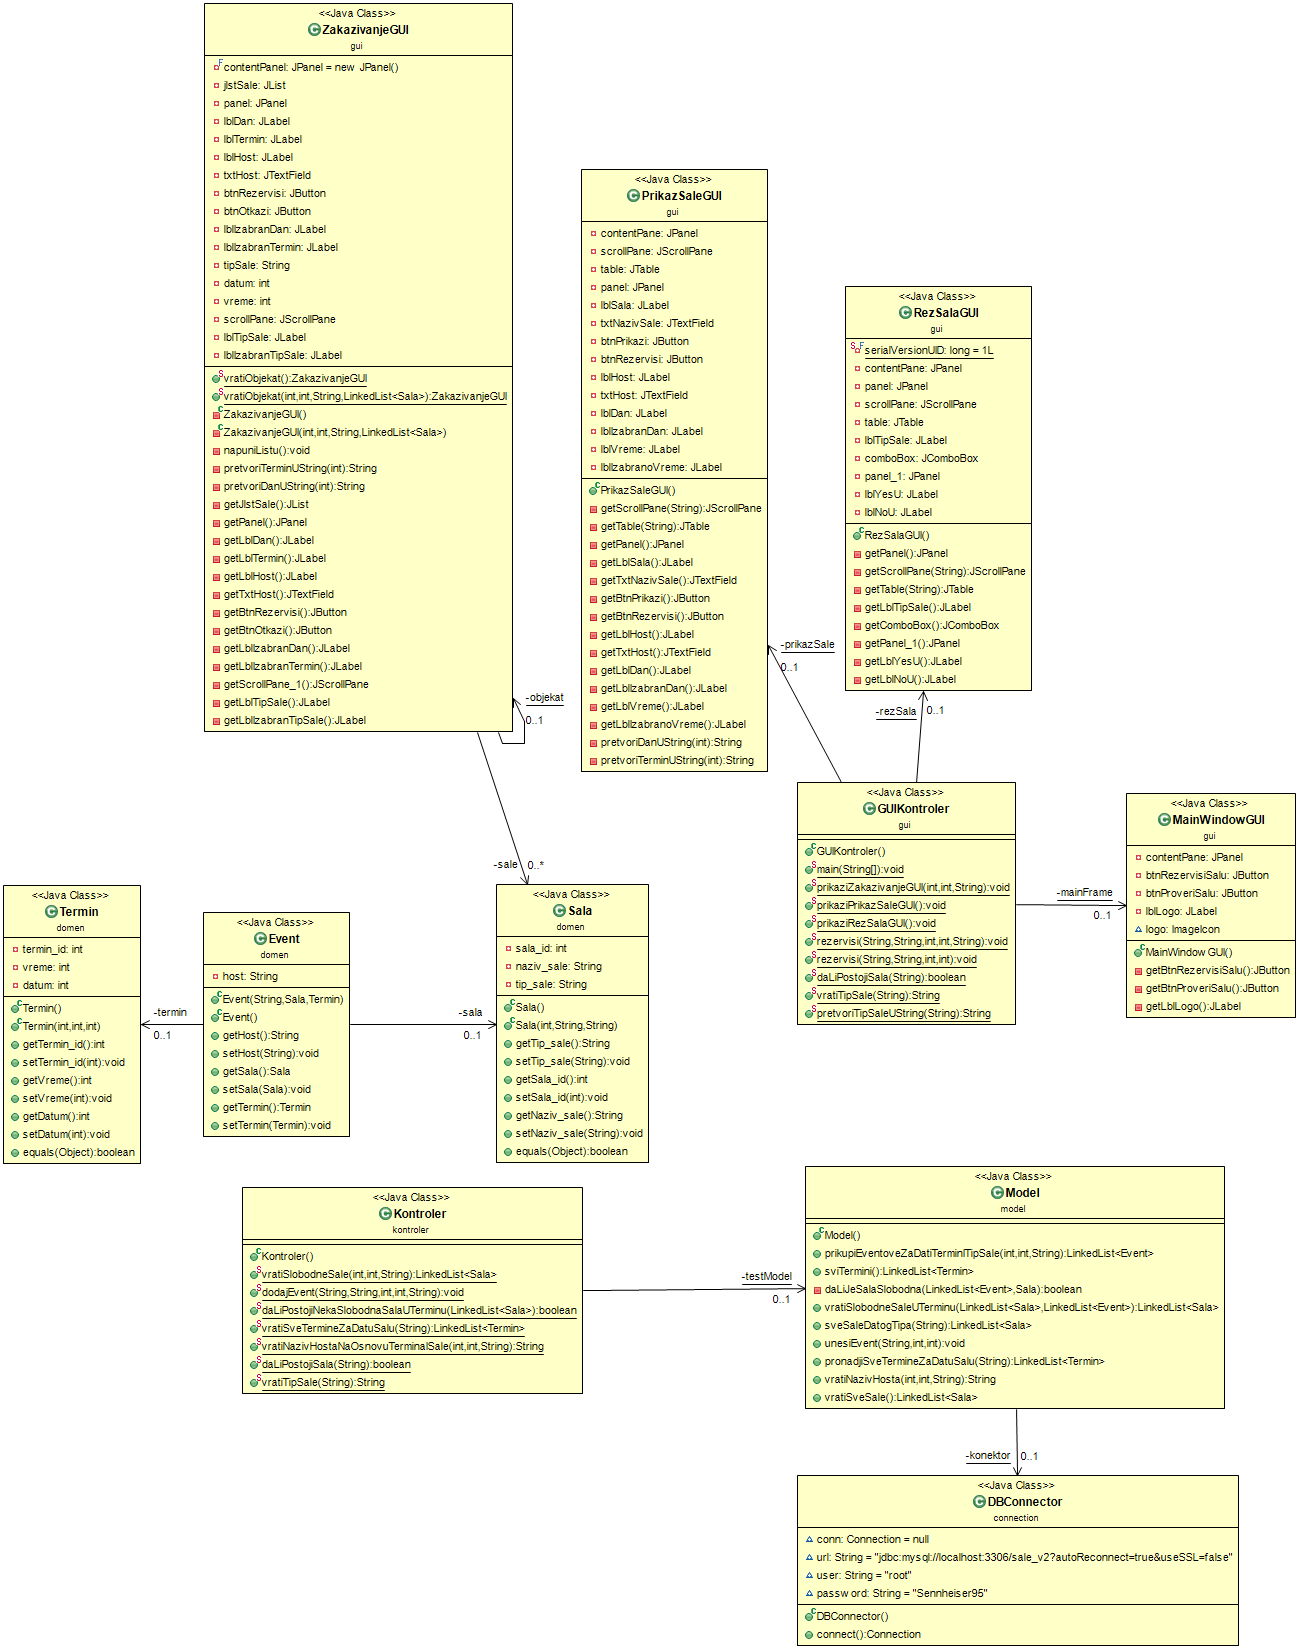 <<Java Class>>
ZakazivanjeGUI
gui
contentPanel: JPanel = new JPanel()
jlstSale: JList
panel: JPanel
lblDan: JLabel
lblTermin: JLabel
lblHost: JLabel
txtHost: JTextField
btnRezervisi: JButton
btnOtkazi: JButton
lblIzabranDan: JLabel
lblIzabranTermin: JLabel
tipSale: String
datum: int
vreme: int
scrollPane: JScrollPane
lblTipSale: JLabel
lblIzabranTipSale: JLabel
vratiObjekat():ZakazivanjeGUI
vratiObjekat(int,int,String,LinkedList<Sala>):ZakazivanjeGUI
ZakazivanjeGUI()
ZakazivanjeGUI(int,int,String,LinkedList<Sala>)
napuniListu():void
pretvoriTerminUString(int):String
pretvoriDanUString(int):String
getJlstSale():JList
getPanel():JPanel
getLblDan():JLabel
getLblTermin():JLabel
getLblHost():JLabel
getTxtHost():JTextField
getBtnRezervisi():JButton
getBtnOtkazi():JButton
getLblIzabranDan():JLabel
getLblIzabranTermin():JLabel
getScrollPane_1():JScrollPane
getLblTipSale():JLabel
getLblIzabranTipSale():JLabel
-objekat
0..1
<<Java Class>>
PrikazSaleGUI
gui
contentPane: JPanel
scrollPane: JScrollPane
table: JTable
panel: JPanel
lblSala: JLabel
txtNazivSale: JTextField
btnPrikazi: JButton
btnRezervisi: JButton
lblHost: JLabel
txtHost: JTextField
lblDan: JLabel
lblIzabranDan: JLabel
lblVreme: JLabel
lblIzabranoVreme: JLabel
PrikazSaleGUI()
getScrollPane(String):JScrollPane
getTable(String):JTable
getPanel():JPanel
getLblSala():JLabel
getTxtNazivSale():JTextField
getBtnPrikazi():JButton
getBtnRezervisi():JButton
getLblHost():JLabel
getTxtHost():JTextField
getLblDan():JLabel
getLblIzabranDan():JLabel
getLblVreme():JLabel
getLblIzabranoVreme():JLabel
pretvoriDanUString(int):String
pretvoriTerminUString(int):String
-prikazSale
0..1
<<Java Class>>
RezSalaGUI
gui
serialVersionUID: long = 1L
contentPane: JPanel
panel: JPanel
scrollPane: JScrollPane
table: JTable
lblTipSale: JLabel
comboBox: JComboBox
panel_1: JPanel
lblYesU: JLabel
lblNoU: JLabel
RezSalaGUI()
getPanel():JPanel
getScrollPane(String):JScrollPane
getTable(String):JTable
getLblTipSale():JLabel
getComboBox():JComboBox
getPanel_1():JPanel
getLblYesU():JLabel
getLblNoU():JLabel
-rezSala
0..1
<<Java Class>>
GUIKontroler
gui
GUIKontroler()
main(String[]):void
prikaziZakazivanjeGUI(int,int,String):void
prikaziPrikazSaleGUI():void
prikaziRezSalaGUI():void
rezervisi(String,String,int,int,String):void
rezervisi(String,String,int,int):void
daLiPostojiSala(String):boolean
vratiTipSale(String):String
pretvoriTipSaleUString(String):String
-mainFrame
0..1
<<Java Class>>
MainWindowGUI
gui
contentPane: JPanel
btnRezervisiSalu: JButton
btnProveriSalu: JButton
lblLogo: JLabel
logo: ImageIcon
MainWindowGUI()
getBtnRezervisiSalu():JButton
getBtnProveriSalu():JButton
getLblLogo():JLabel
-sale
0..*
<<Java Class>>
Termin
domen
termin_id: int
vreme: int
datum: int
Termin()
Termin(int,int,int)
getTermin_id():int
setTermin_id(int):void
getVreme():int
setVreme(int):void
getDatum():int
setDatum(int):void
equals(Object):boolean
-termin
0..1
<<Java Class>>
Event
domen
host: String
Event(String,Sala,Termin)
Event()
getHost():String
setHost(String):void
getSala():Sala
setSala(Sala):void
getTermin():Termin
setTermin(Termin):void
-sala
0..1
<<Java Class>>
Sala
domen
sala_id: int
naziv_sale: String
tip_sale: String
Sala()
Sala(int,String,String)
getTip_sale():String
setTip_sale(String):void
getSala_id():int
setSala_id(int):void
getNaziv_sale():String
setNaziv_sale(String):void
equals(Object):boolean
<<Java Class>>
Kontroler
kontroler
Kontroler()
vratiSlobodneSale(int,int,String):LinkedList<Sala>
dodajEvent(String,String,int,int,String):void
daLiPostojiNekaSlobodnaSalaUTerminu(LinkedList<Sala>):boolean
vratiSveTermineZaDatuSalu(String):LinkedList<Termin>
vratiNazivHostaNaOsnovuTerminaISale(int,int,String):String
daLiPostojiSala(String):boolean
vratiTipSale(String):String
-testModel
0..1
<<Java Class>>
Model
model
Model()
prikupiEventoveZaDatiTerminITipSale(int,int,String):LinkedList<Event>
sviTermini():LinkedList<Termin>
daLiJeSalaSlobodna(LinkedList<Event>,Sala):boolean
vratiSlobodneSaleUTerminu(LinkedList<Sala>,LinkedList<Event>):LinkedList<Sala>
sveSaleDatogTipa(String):LinkedList<Sala>
unesiEvent(String,int,int):void
pronadjiSveTermineZaDatuSalu(String):LinkedList<Termin>
vratiNazivHosta(int,int,String):String
vratiSveSale():LinkedList<Sala>
-konektor
0..1
<<Java Class>>
DBConnector
connection
conn: Connection = null
url: String = "jdbc:mysql://localhost:3306/sale_v2?autoReconnect=true&useSSL=false"
user: String = "root"
password: String = "Sennheiser95"
DBConnector()
connect():Connection